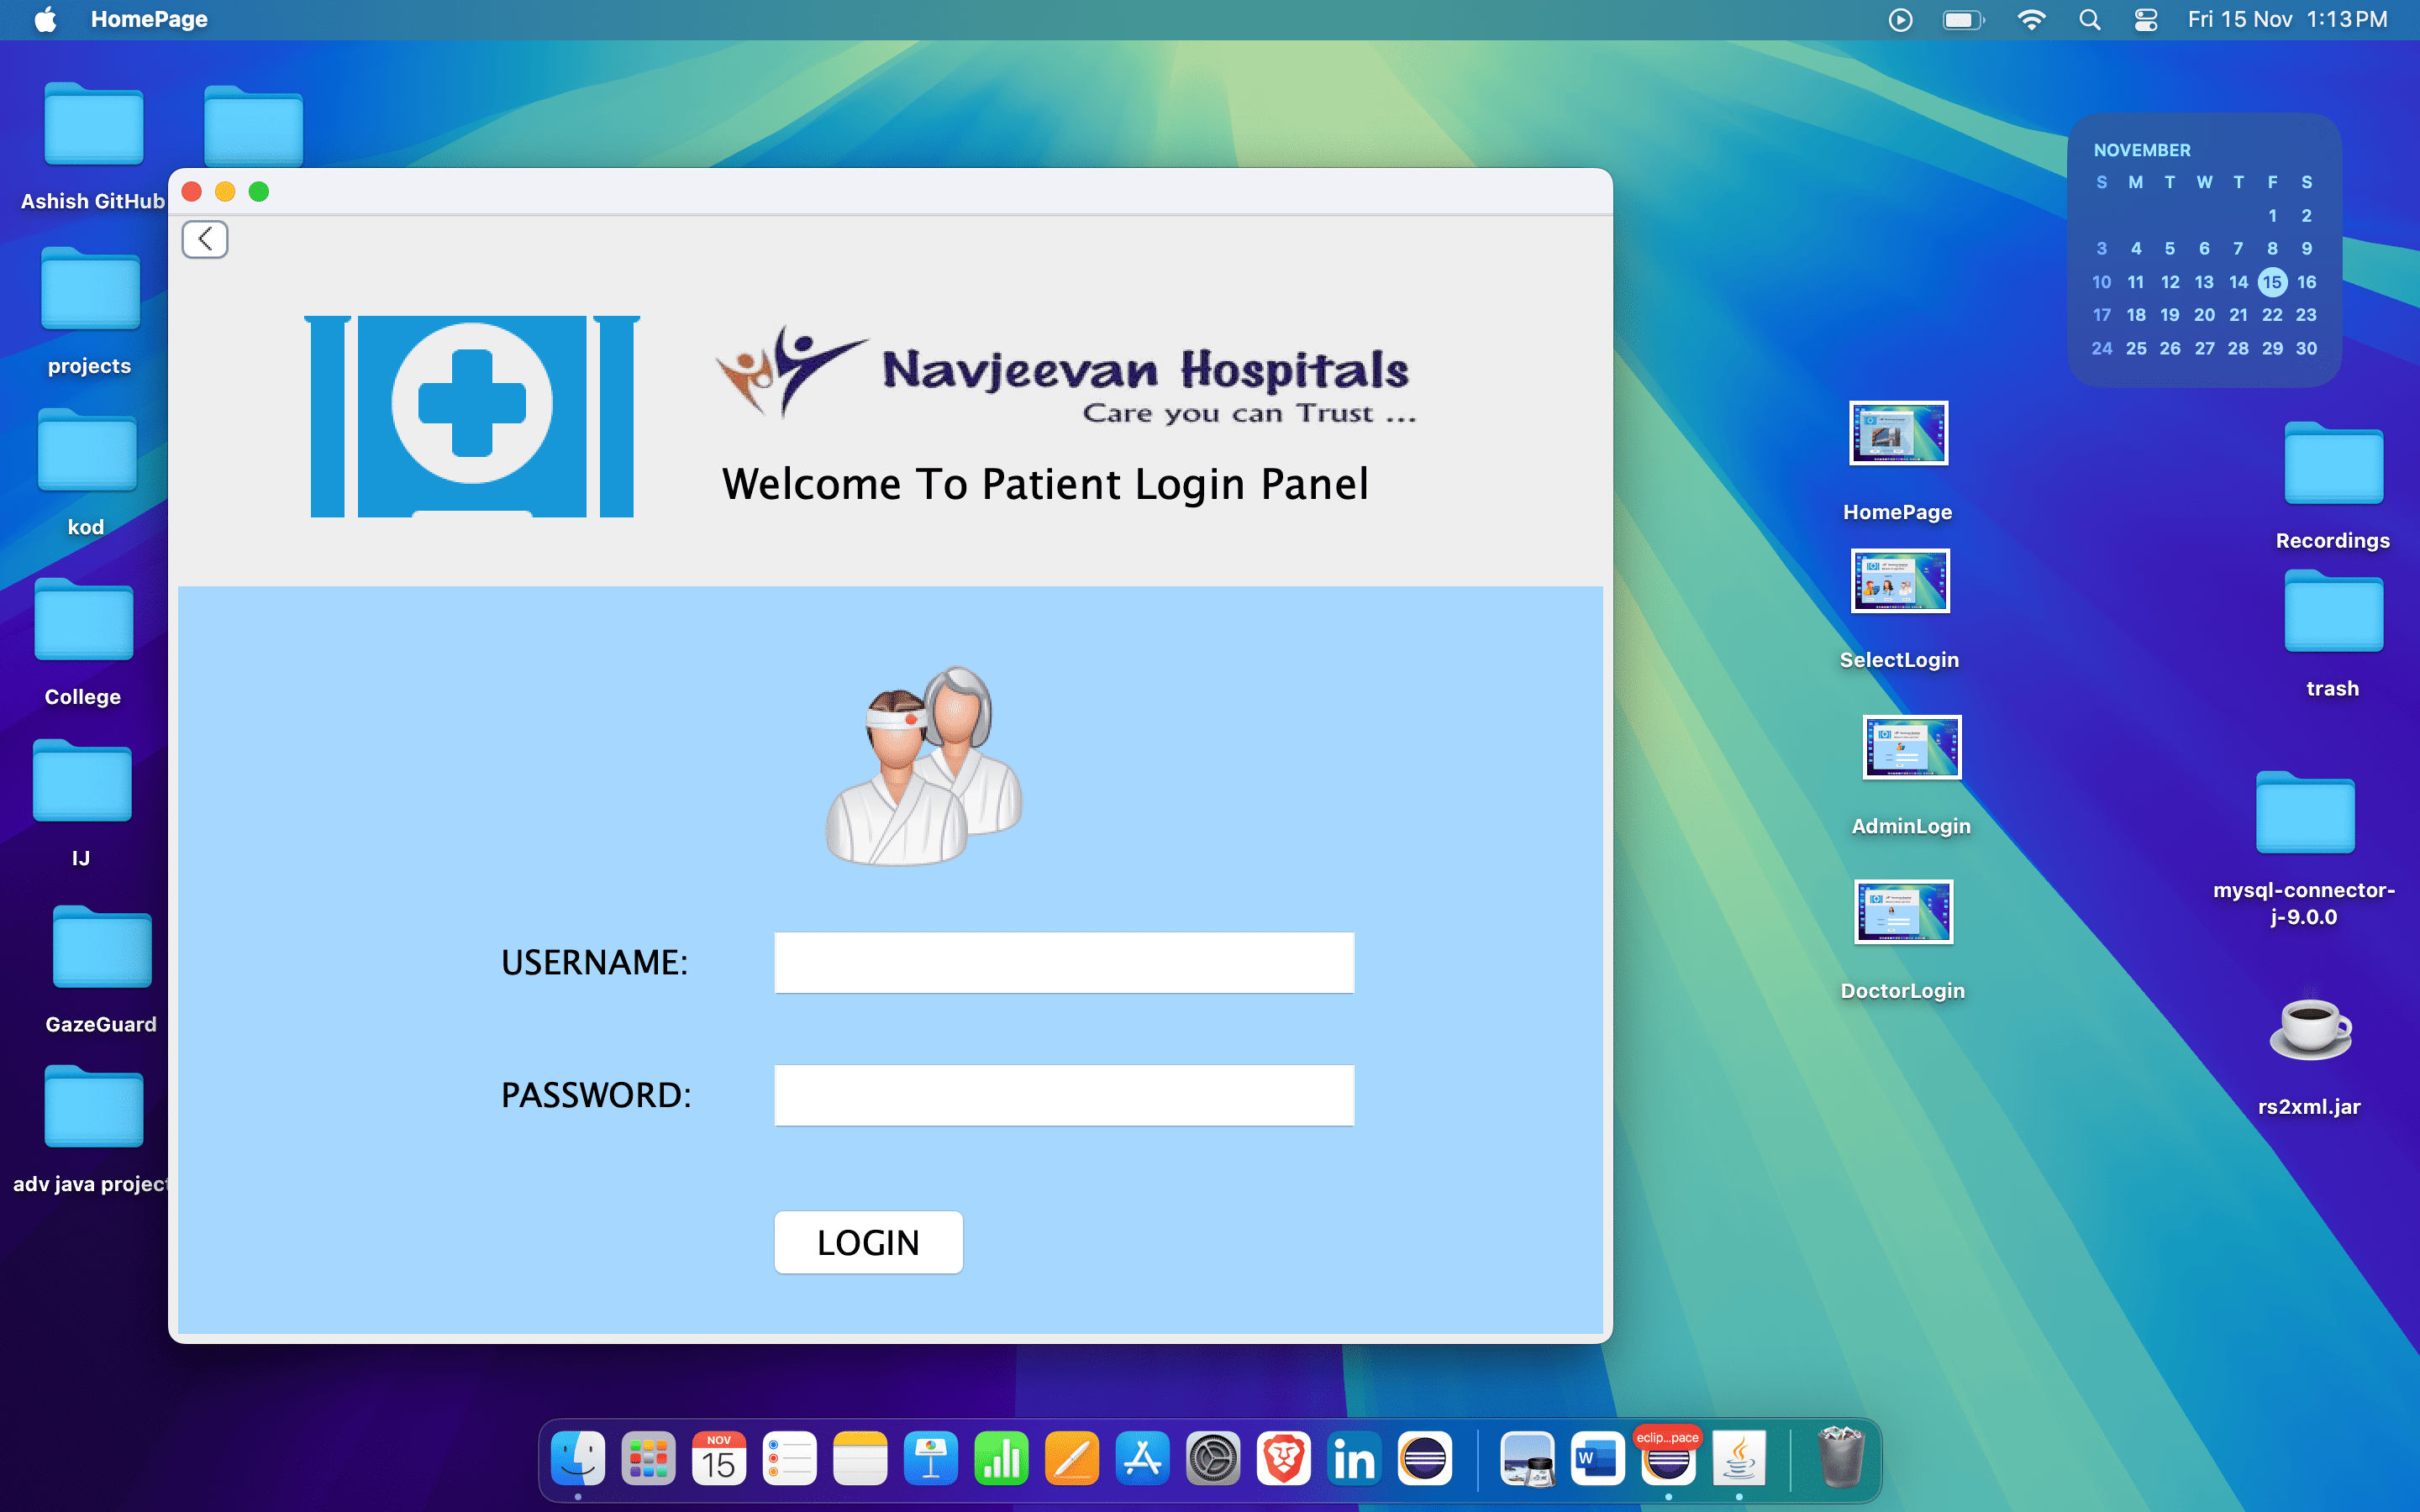 HomePage
Fri 15 Nov 1:13 PM
Ashish GitHub
projects
kod
College
IJ
GazeGuard
adv java project
Navjeevan Hospitals
Care you can Trust ...
Welcome To Patient Login Panel
USERNAME:
PASSWORD:
LOGIN
NOVEMBER
S M T W T F S
1 2
3 4 5 6 7 8 9
10 11 12 13 14 15 16
17 18 19 20 21 22 23
24 25 26 27 28 29 30
HomePage
SelectLogin
AdminLogin
DoctorLogin
Recordings
trash
mysql-connector-
j-9.0.0
rs2xml.jar
NOV
15
in
W
eclip...pace